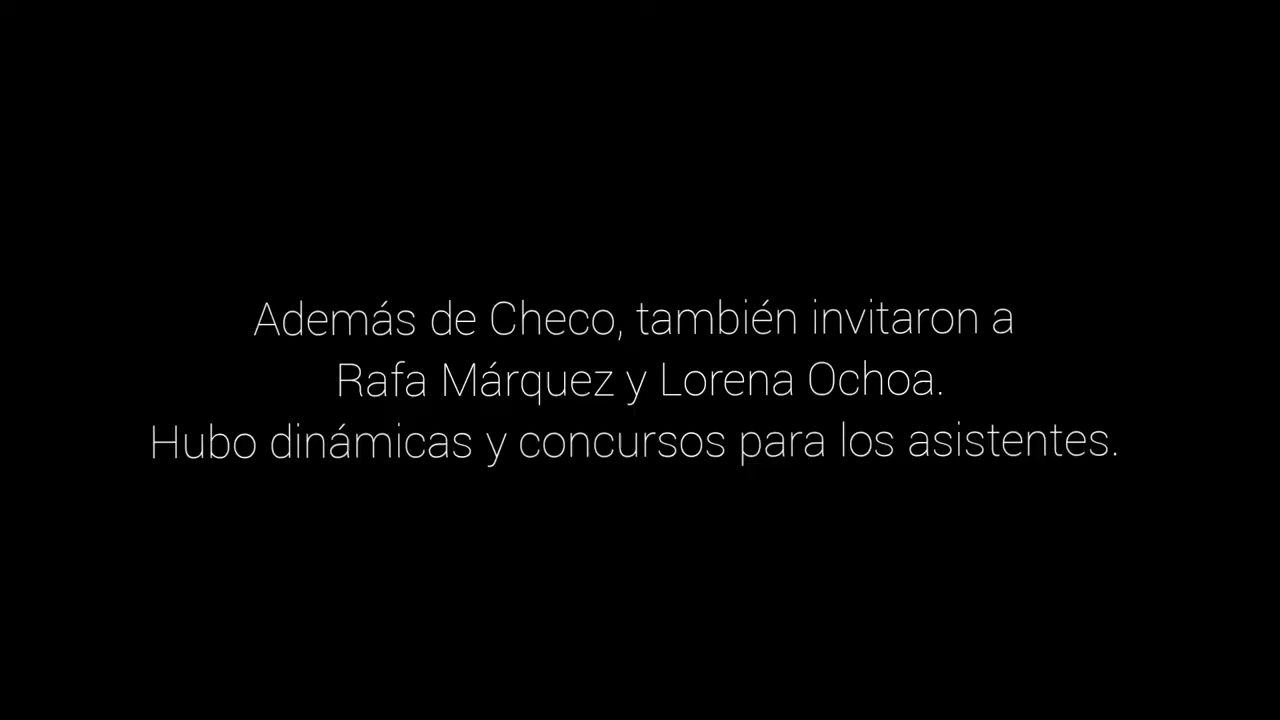 Además de Checo, también invitaron a
Rafa Márquez y Lorena Ochoa.
Hubo dinámicas y concursos para los asistentes.